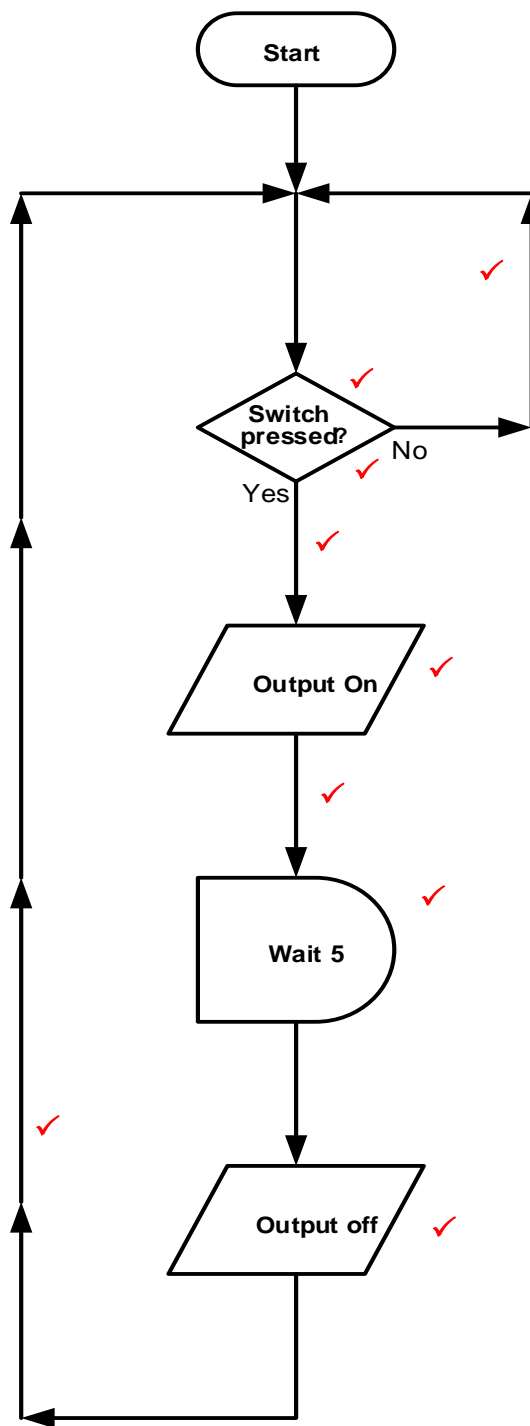 Start
Switch
pressed?
No
Yes
Output On
Wait 5
Output off